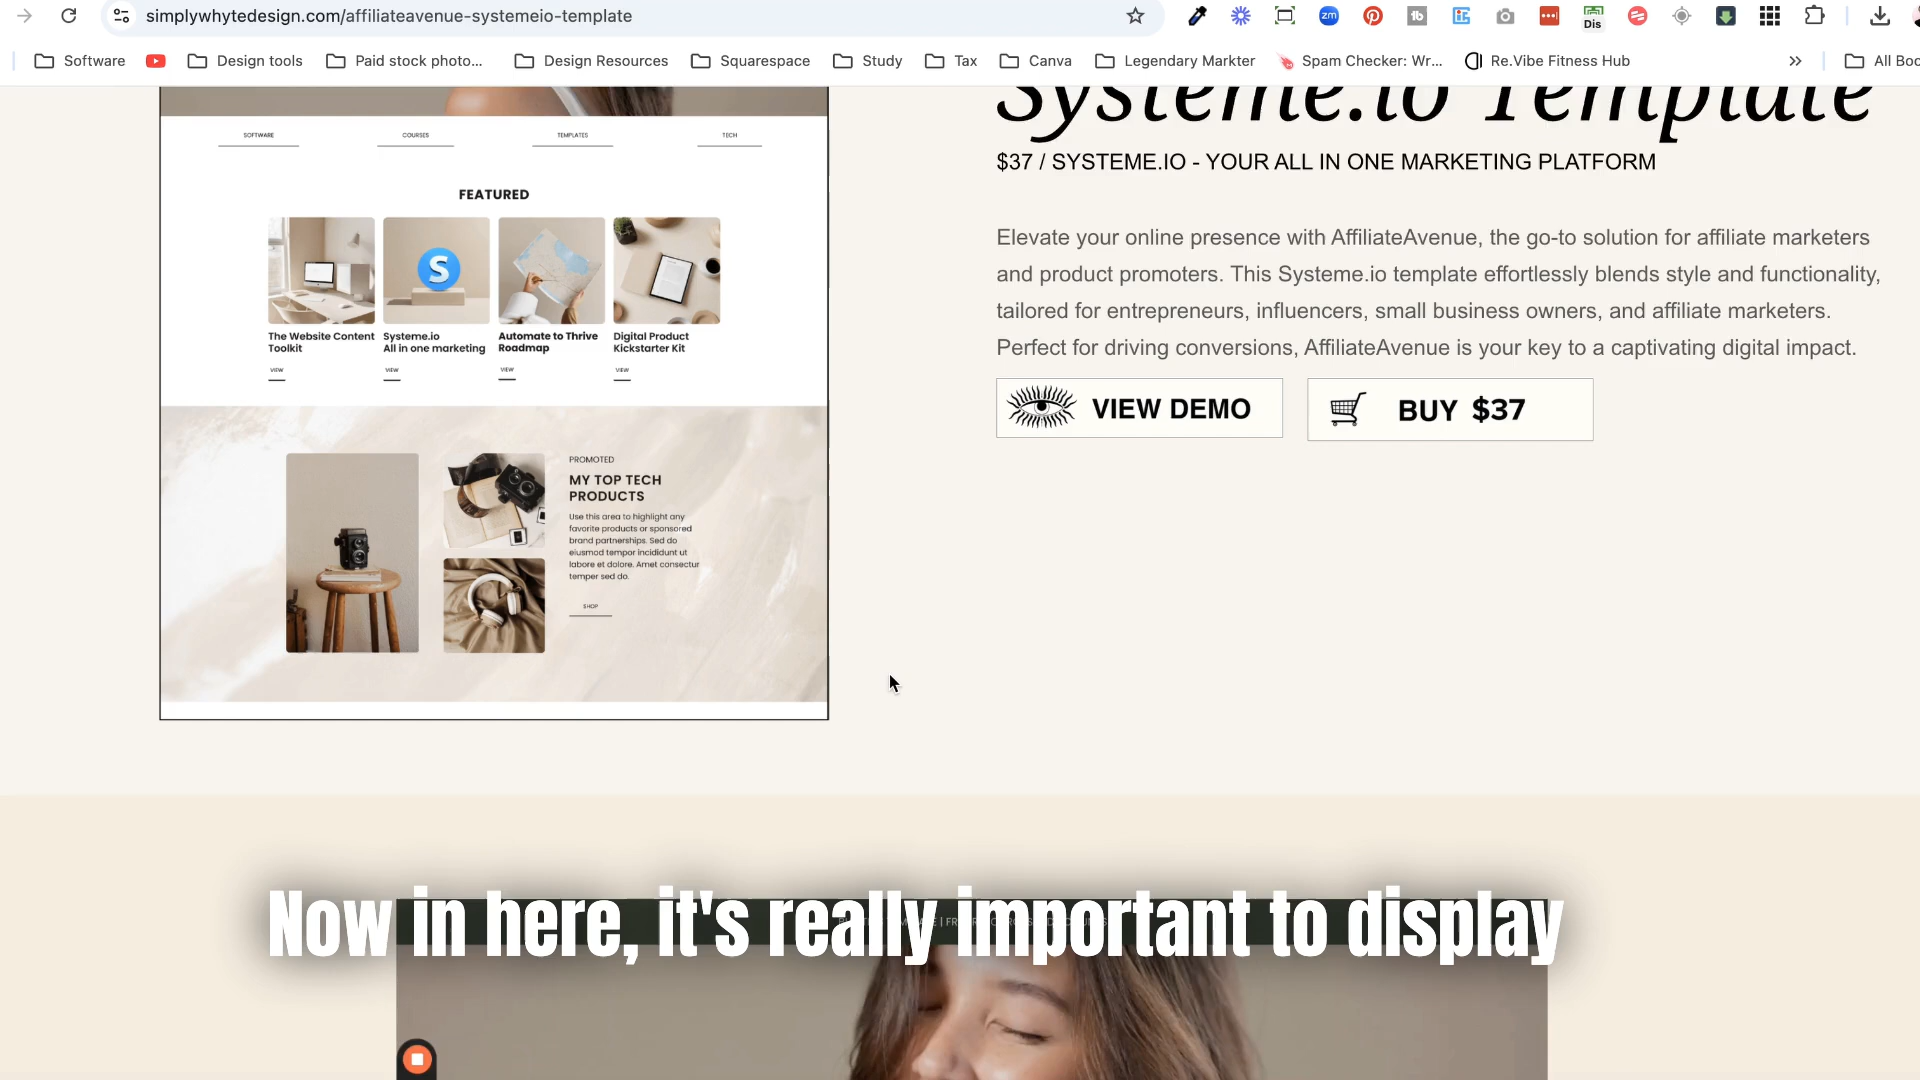 simplywhytedesign.com/affiliateavenue-systemeio-template
zm
Dis
Software
Design tools
Paid stock photo...
Design Resources
Squarespace
Study
Tax
Canva
Legendary Markter
Spam Checker: Wr...
Re.Vibe Fitness Hub
All Boo
Systeme.io Template
$37 / SYSTEME.IO - YOUR ALL IN ONE MARKETING PLATFORM
Elevate your online presence with AffiliateAvenue, the go-to solution for affiliate marketers
and product promoters. This Systeme.io template effortlessly blends style and functionality,
tailored for entrepreneurs, influencers, small business owners, and affiliate marketers.
Perfect for driving conversions, AffiliateAvenue is your key to a captivating digital impact.
VIEW DEMO
BUY $37
SOFTWARE
COURSES
TEMPLATES
TECH
FEATURED
S
The Website Content
Toolkit
VIEW
Systeme.io
All in one marketing
VIEW
Automate to Thrive
Roadmap
VIEW
Digital Product
Kickstarter Kit
VIEW
PROMOTED
MY TOP TECH
PRODUCTS
Use this area to highlight any
favorite products or sponsored
brand partnerships. Sed do
eiusmod tempor incididunt ut
labore et dolore. Amet consectur
temper sed do.
SHOP
Now in here, it's really important to display